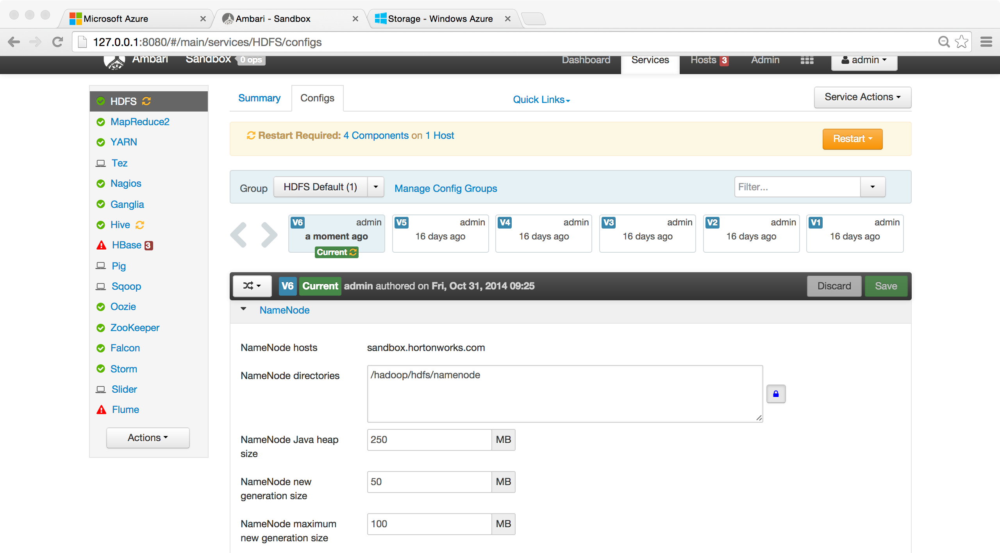 Microsoft Azure
Ambari - Sandbox
Storage - Windows Azure
127.0.0.1:8080/#/main/services/HDFS/configs
Ambari Sandbox 0 ops Dashboard Services Hosts 3 Admin admin
HDFS
MapReduce2
YARN
Tez
Nagios
Ganglia
Hive
HBase 3
Pig
Sqoop
Oozie
ZooKeeper
Falcon
Storm
Slider
Flume
Actions
Summary Configs Quick Links Service Actions
Restart Required: 4 Components on 1 Host Restart
Group HDFS Default (1) Manage Config Groups Filter...
V6 admin
a moment ago
Current
V5 admin
16 days ago
V4 admin
16 days ago
V3 admin
16 days ago
V2 admin
16 days ago
V1 admin
16 days ago
V6 Current admin authored on Fri, Oct 31, 2014 09:25 Discard Save
NameNode
NameNode hosts sandbox.hortonworks.com
NameNode directories /hadoop/hdfs/namenode
NameNode Java heap size 250 MB
NameNode new generation size 50 MB
NameNode maximum new generation size 100 MB